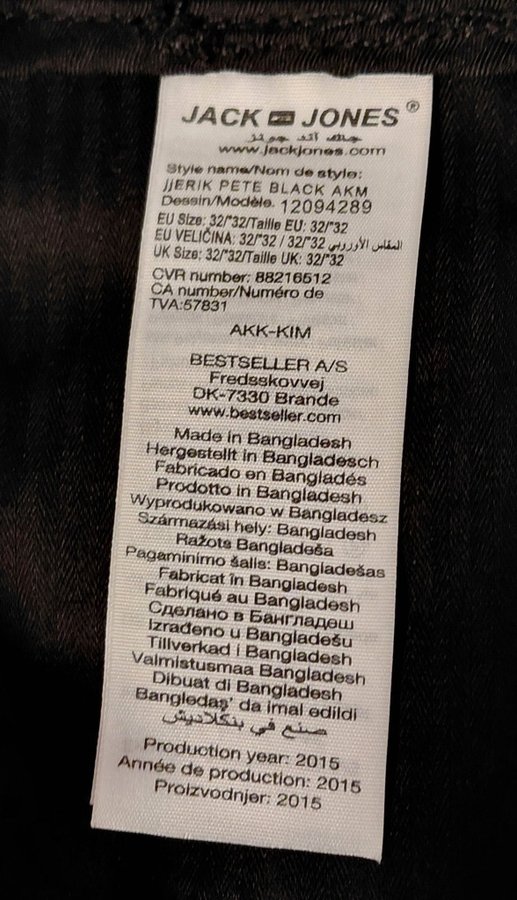 JACK JONES®
جاك آند جونز
www.jackjones.com
Style name/Nom de style:
JJERIK PETE BLACK AKM
Dessin/Modèle. 12094289
EU Size: 32/"32/Taille EU: 32/"32
EU VELIČINA: 32/"32 / 32/"32 المقاس الأوروبي
UK Size: 32/"32/Taille UK: 32/"32
CVR number: 88216512
CA number/Numéro de
TVA:57831
AKK-KIM
BESTSELLER A/S
Fredsskovvej
DK-7330 Brande
www.bestseller.com
Made in Bangladesh
Hergestellt in Bangladesch
Fabricado en Bangladés
Prodotto in Bangladesh
Wyprodukowano w Bangladesz
Származási hely: Bangladesh
Ražots Bangladeša
Pagaminimo šalis: Bangladešas
Fabricat în Bangladesh
Fabriqué au Bangladesh
Сделано в Бангладеш
Izrađeno u Bangladešu
Tillverkad i Bangladesh
Valmistusmaa Bangladesh
Dibuat di Bangladesh
Bangledaş' da imal edildi
صنع في بنكلاديش
Production year: 2015
Année de production: 2015
Proizvodnjer: 2015